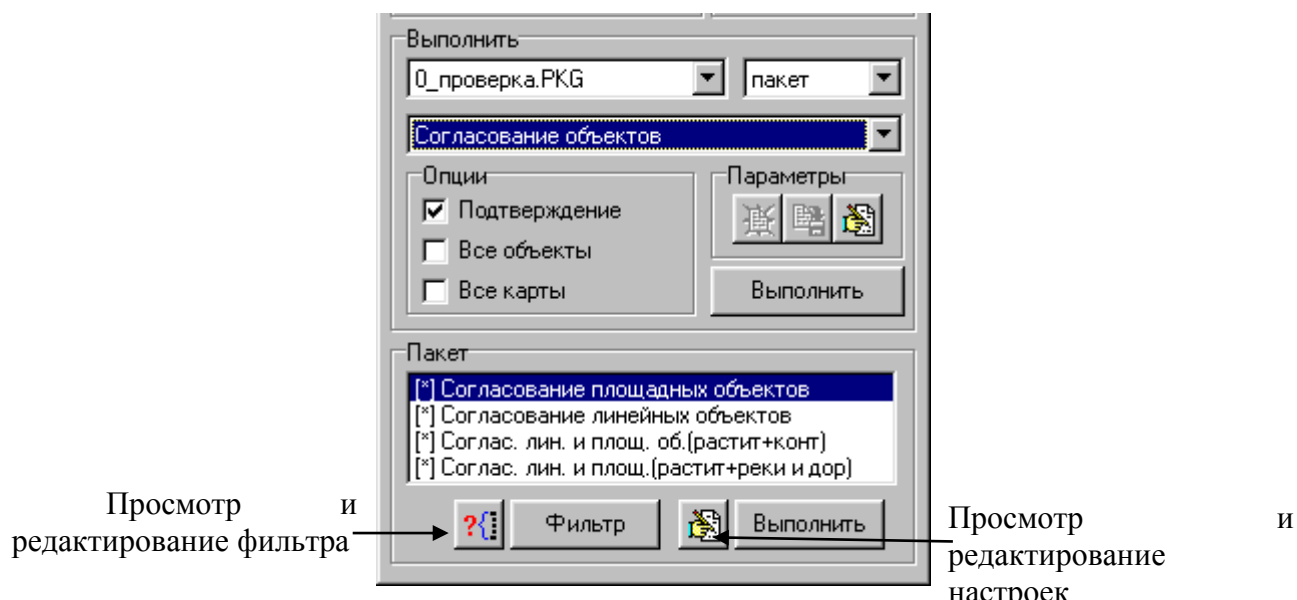 Выполнить
0_проверка.PKG пакет
Согласование объектов
Опции Параметры
Подтверждение
Все объекты
Все карты Выполнить
Пакет
[*] Согласование площадных объектов
[*] Согласование линейных объектов
[*] Соглас. лин. и площ. об.(растит+конт)
[*] Соглас. лин. и площ.(растит+реки и дор)
Просмотр и
редактирование фильтра
?{ Фильтр Выполнить
Просмотр и
редактирование
настроек